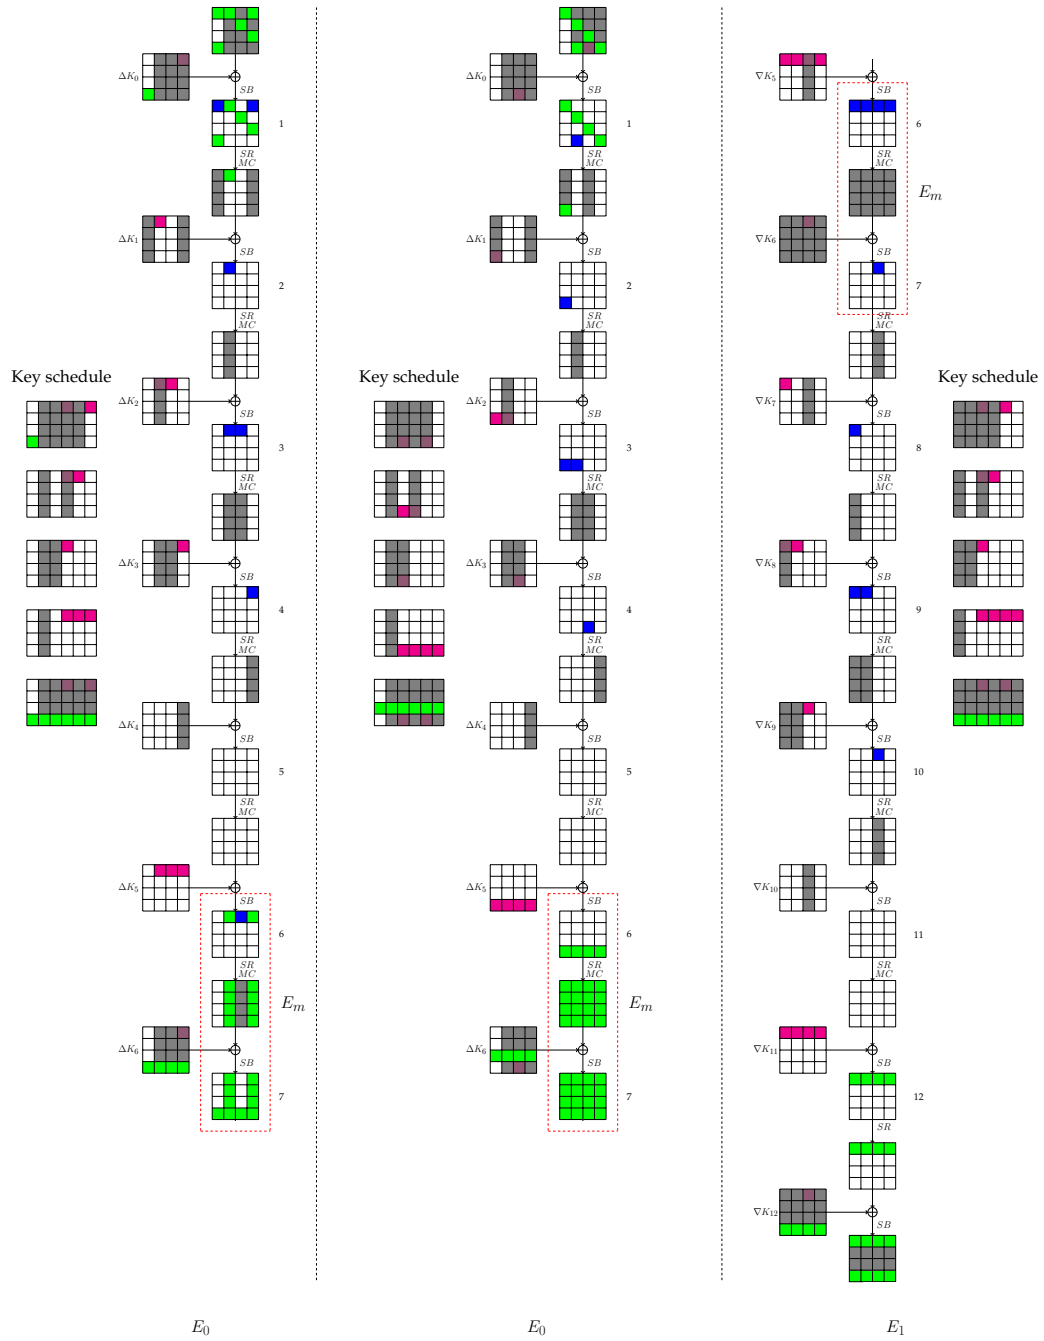 ΔK₀
SB
1
SR
MC
ΔK₁
SB
2
SR
MC
Key schedule
ΔK₂
SB
3
SR
MC
ΔK₃
SB
4
SR
MC
ΔK₄
SB
5
SR
MC
ΔK₅
SB
6
SR
MC
E_m
ΔK₆
SB
7
E₀
ΔK₀
SB
1
SR
MC
ΔK₁
SB
2
SR
MC
Key schedule
ΔK₂
SB
3
SR
MC
ΔK₃
SB
4
SR
MC
ΔK₄
SB
5
SR
MC
ΔK₅
SB
6
SR
MC
E_m
ΔK₆
SB
7
E₀
∇K₅
SB
6
SR
MC
E_m
∇K₆
SB
7
SR
MC
Key schedule
∇K₇
SB
8
SR
MC
∇K₈
SB
9
SR
MC
∇K₉
SB
10
SR
MC
∇K₁₀
SB
11
SR
MC
∇K₁₁
SB
12
SR
∇K₁₂
SB
E₁